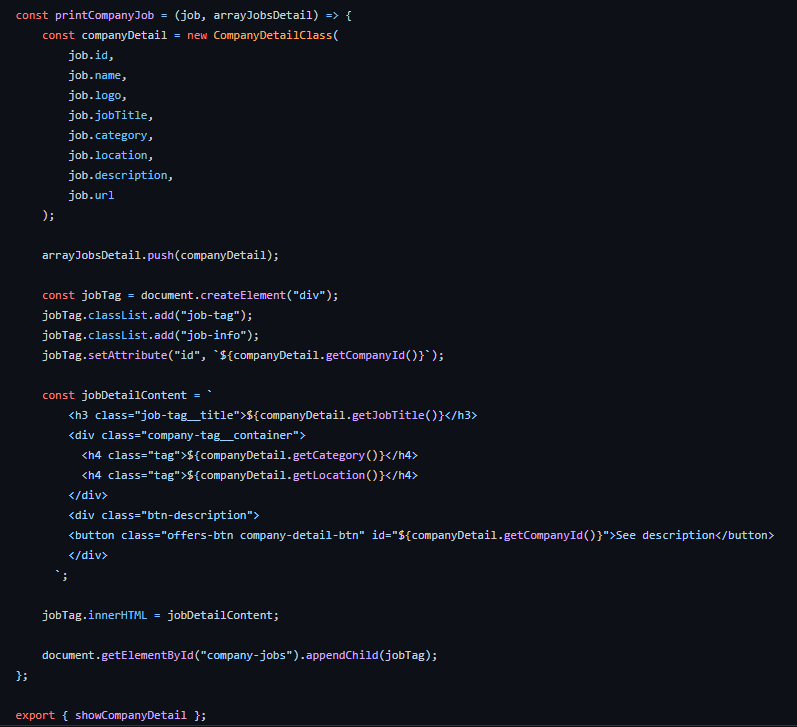 const printCompanyJob = (job, arrayJobsDetail) => {
    const companyDetail = new CompanyDetailClass(
        job.id,
        job.name,
        job.logo,
        job.jobTitle,
        job.category,
        job.location,
        job.description,
        job.url
    );

    arrayJobsDetail.push(companyDetail);

    const jobTag = document.createElement("div");
    jobTag.classList.add("job-tag");
    jobTag.classList.add("job-info");
    jobTag.setAttribute("id", `${companyDetail.getCompanyId()}`);

    const jobDetailContent = `
        <h3 class="job-tag__title">${companyDetail.getJobTitle()}</h3>
        <div class="company-tag__container">
          <h4 class="tag">${companyDetail.getCategory()}</h4>
          <h4 class="tag">${companyDetail.getLocation()}</h4>
        </div>
        <div class="btn-description">
        <button class="offers-btn company-detail-btn" id="${companyDetail.getCompanyId()}">See description</button>
        </div>
      `;

    jobTag.innerHTML = jobDetailContent;

    document.getElementById("company-jobs").appendChild(jobTag);
};

export { showCompanyDetail };